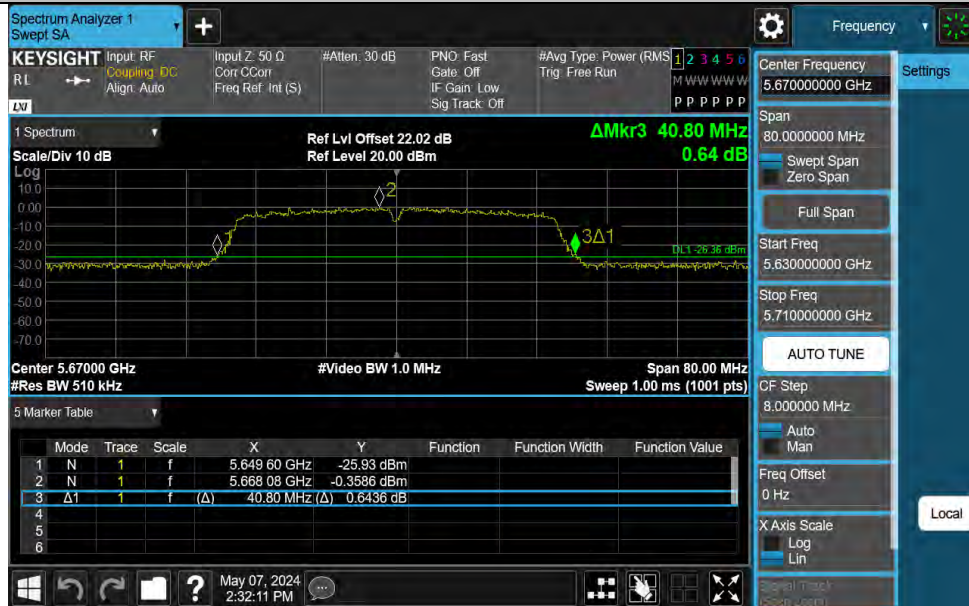 Spectrum Analyzer 1
Swept SA
+
Frequency
KEYSIGHT Input: RF Input Z: 50 Ω #Atten: 30 dB PNO: Fast #Avg Type: Power (RMS 1 2 3 4 5 6
RL Coupling: DC Corr CCorr Gate: Off Trig: Free Run M W W W W W
Align: Auto Freq Ref: Int (S) IF Gain: Low
LXI Sig Track: Off P P P P P P
1 Spectrum
Ref Lvl Offset 22.02 dB ΔMkr3 40.80 MHz
Scale/Div 10 dB Ref Level 20.00 dBm 0.64 dB
Log
10.0
0.00
-10.0
-20.0
-30.0
-40.0
-50.0
-60.0
-70.0
1
2
3Δ1
DL1 -26.36 dBm
Center 5.67000 GHz #Video BW 1.0 MHz Span 80.00 MHz
#Res BW 510 kHz Sweep 1.00 ms (1001 pts)
5 Marker Table
Mode Trace Scale X Y Function Function Width Function Value
1 N 1 f 5.649 60 GHz -25.93 dBm
2 N 1 f 5.668 08 GHz -0.3586 dBm
3 Δ1 1 f (Δ) 40.80 MHz (Δ) 0.6436 dB
4
5
6
? May 07, 2024
2:32:11 PM
Center Frequency
5.670000000 GHz
Settings
Span
80.0000000 MHz
Swept Span
Zero Span
Full Span
Start Freq
5.630000000 GHz
Stop Freq
5.710000000 GHz
AUTO TUNE
CF Step
8.000000 MHz
Auto
Man
Freq Offset
0 Hz
Local
X Axis Scale
Log
Lin
Signal Track
(Span Zoom)